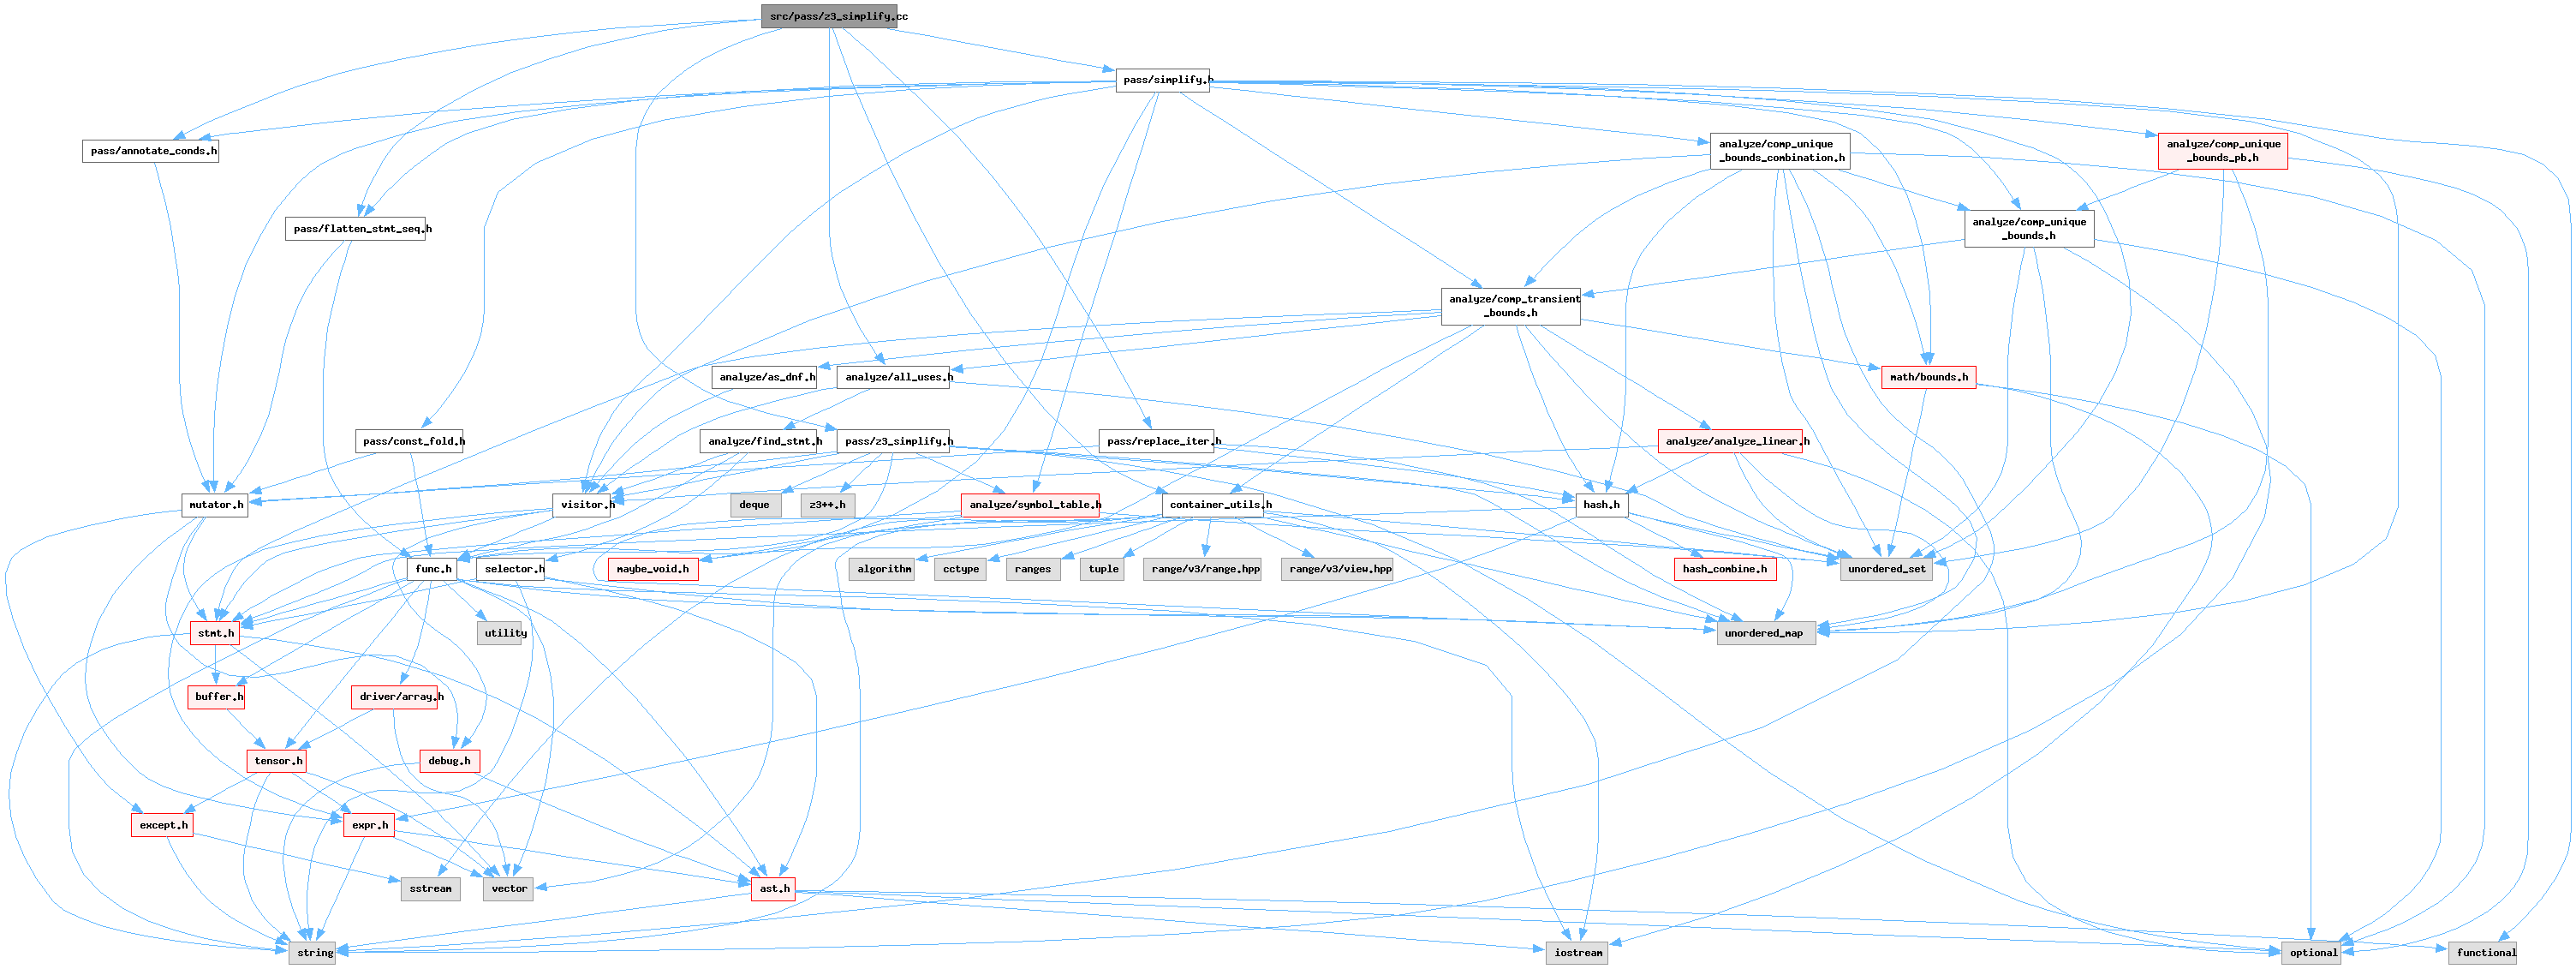 src/pass/z3_simplify.cc
pass/simplify.h
pass/annotate_conds.h
analyze/comp_unique
_bounds_combination.h
analyze/comp_unique
_bounds_pb.h
pass/flatten_stmt_seq.h
analyze/comp_unique
_bounds.h
analyze/comp_transient
_bounds.h
analyze/as_dnf.h
analyze/all_uses.h
math/bounds.h
pass/const_fold.h
analyze/find_stmt.h
pass/z3_simplify.h
pass/replace_iter.h
analyze/analyze_linear.h
mutator.h
visitor.h
deque
z3++.h
analyze/symbol_table.h
container_utils.h
hash.h
func.h
selector.h
maybe_void.h
algorithm
cctype
ranges
tuple
range/v3/range.hpp
range/v3/view.hpp
hash_combine.h
unordered_set
stmt.h
utility
unordered_map
buffer.h
driver/array.h
tensor.h
debug.h
except.h
expr.h
sstream
vector
ast.h
string
iostream
optional
functional